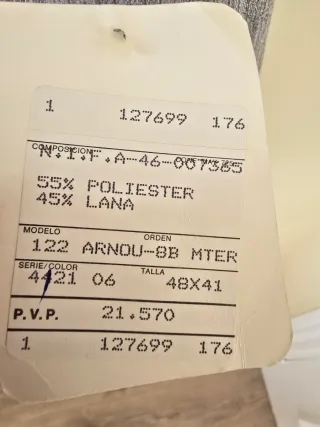 1 127699 176
COMPOSICION
N.I.F.A-46-007365
55% POLIESTER
45% LANA
MODELO ORDEN
122 ARNOU-8B MTER
SERIE/COLOR TALLA
4421 06 48X41
P.V.P. 21.570
1 127699 176